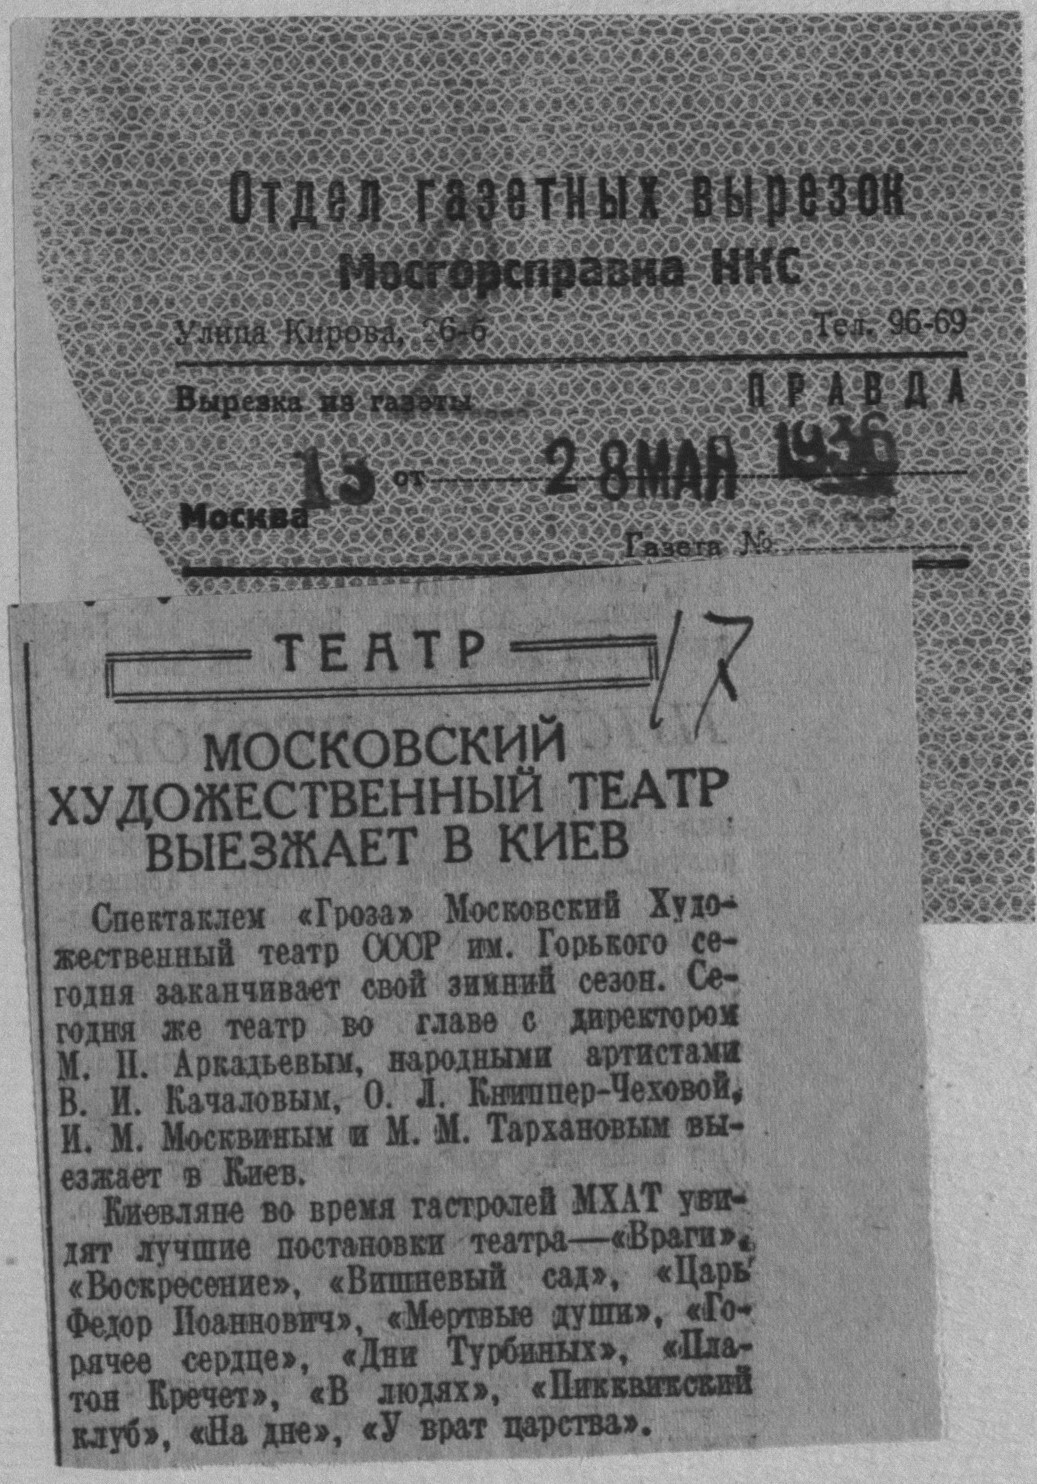 Отдел газетных вырезок
Мосгорсправка НКС
Улица Кирова, 26-б Тел. 96-69
Вырезка из газеты ПРАВДА
Москва 13 от 28 МАЯ 1936
Газета №
17
ТЕАТР
МОСКОВСКИЙ
ХУДОЖЕСТВЕННЫЙ ТЕАТР
ВЫЕЗЖАЕТ В КИЕВ
Спектаклем «Гроза» Московский Худо-
жественный театр СССР им. Горького се-
годня заканчивает свой зимний сезон. Се-
годня же театр во главе с директором
М. П. Аркадьевым, народными артистами
В. И. Качаловым, О. Л. Книппер-Чеховой,
И. М. Москвиным и М. М. Тархановым вы-
езжает в Киев.
Киевляне во время гастролей МХАТ уви-
дят лучшие постановки театра—«Враги»,
«Воскресение», «Вишневый сад», «Царь
Федор Иоаннович», «Мертвые души», «Го-
рячее сердце», «Дни Турбиных», «Пла-
тон Кречет», «В людях», «Пикквикский
клуб», «На дне», «У врат царства».